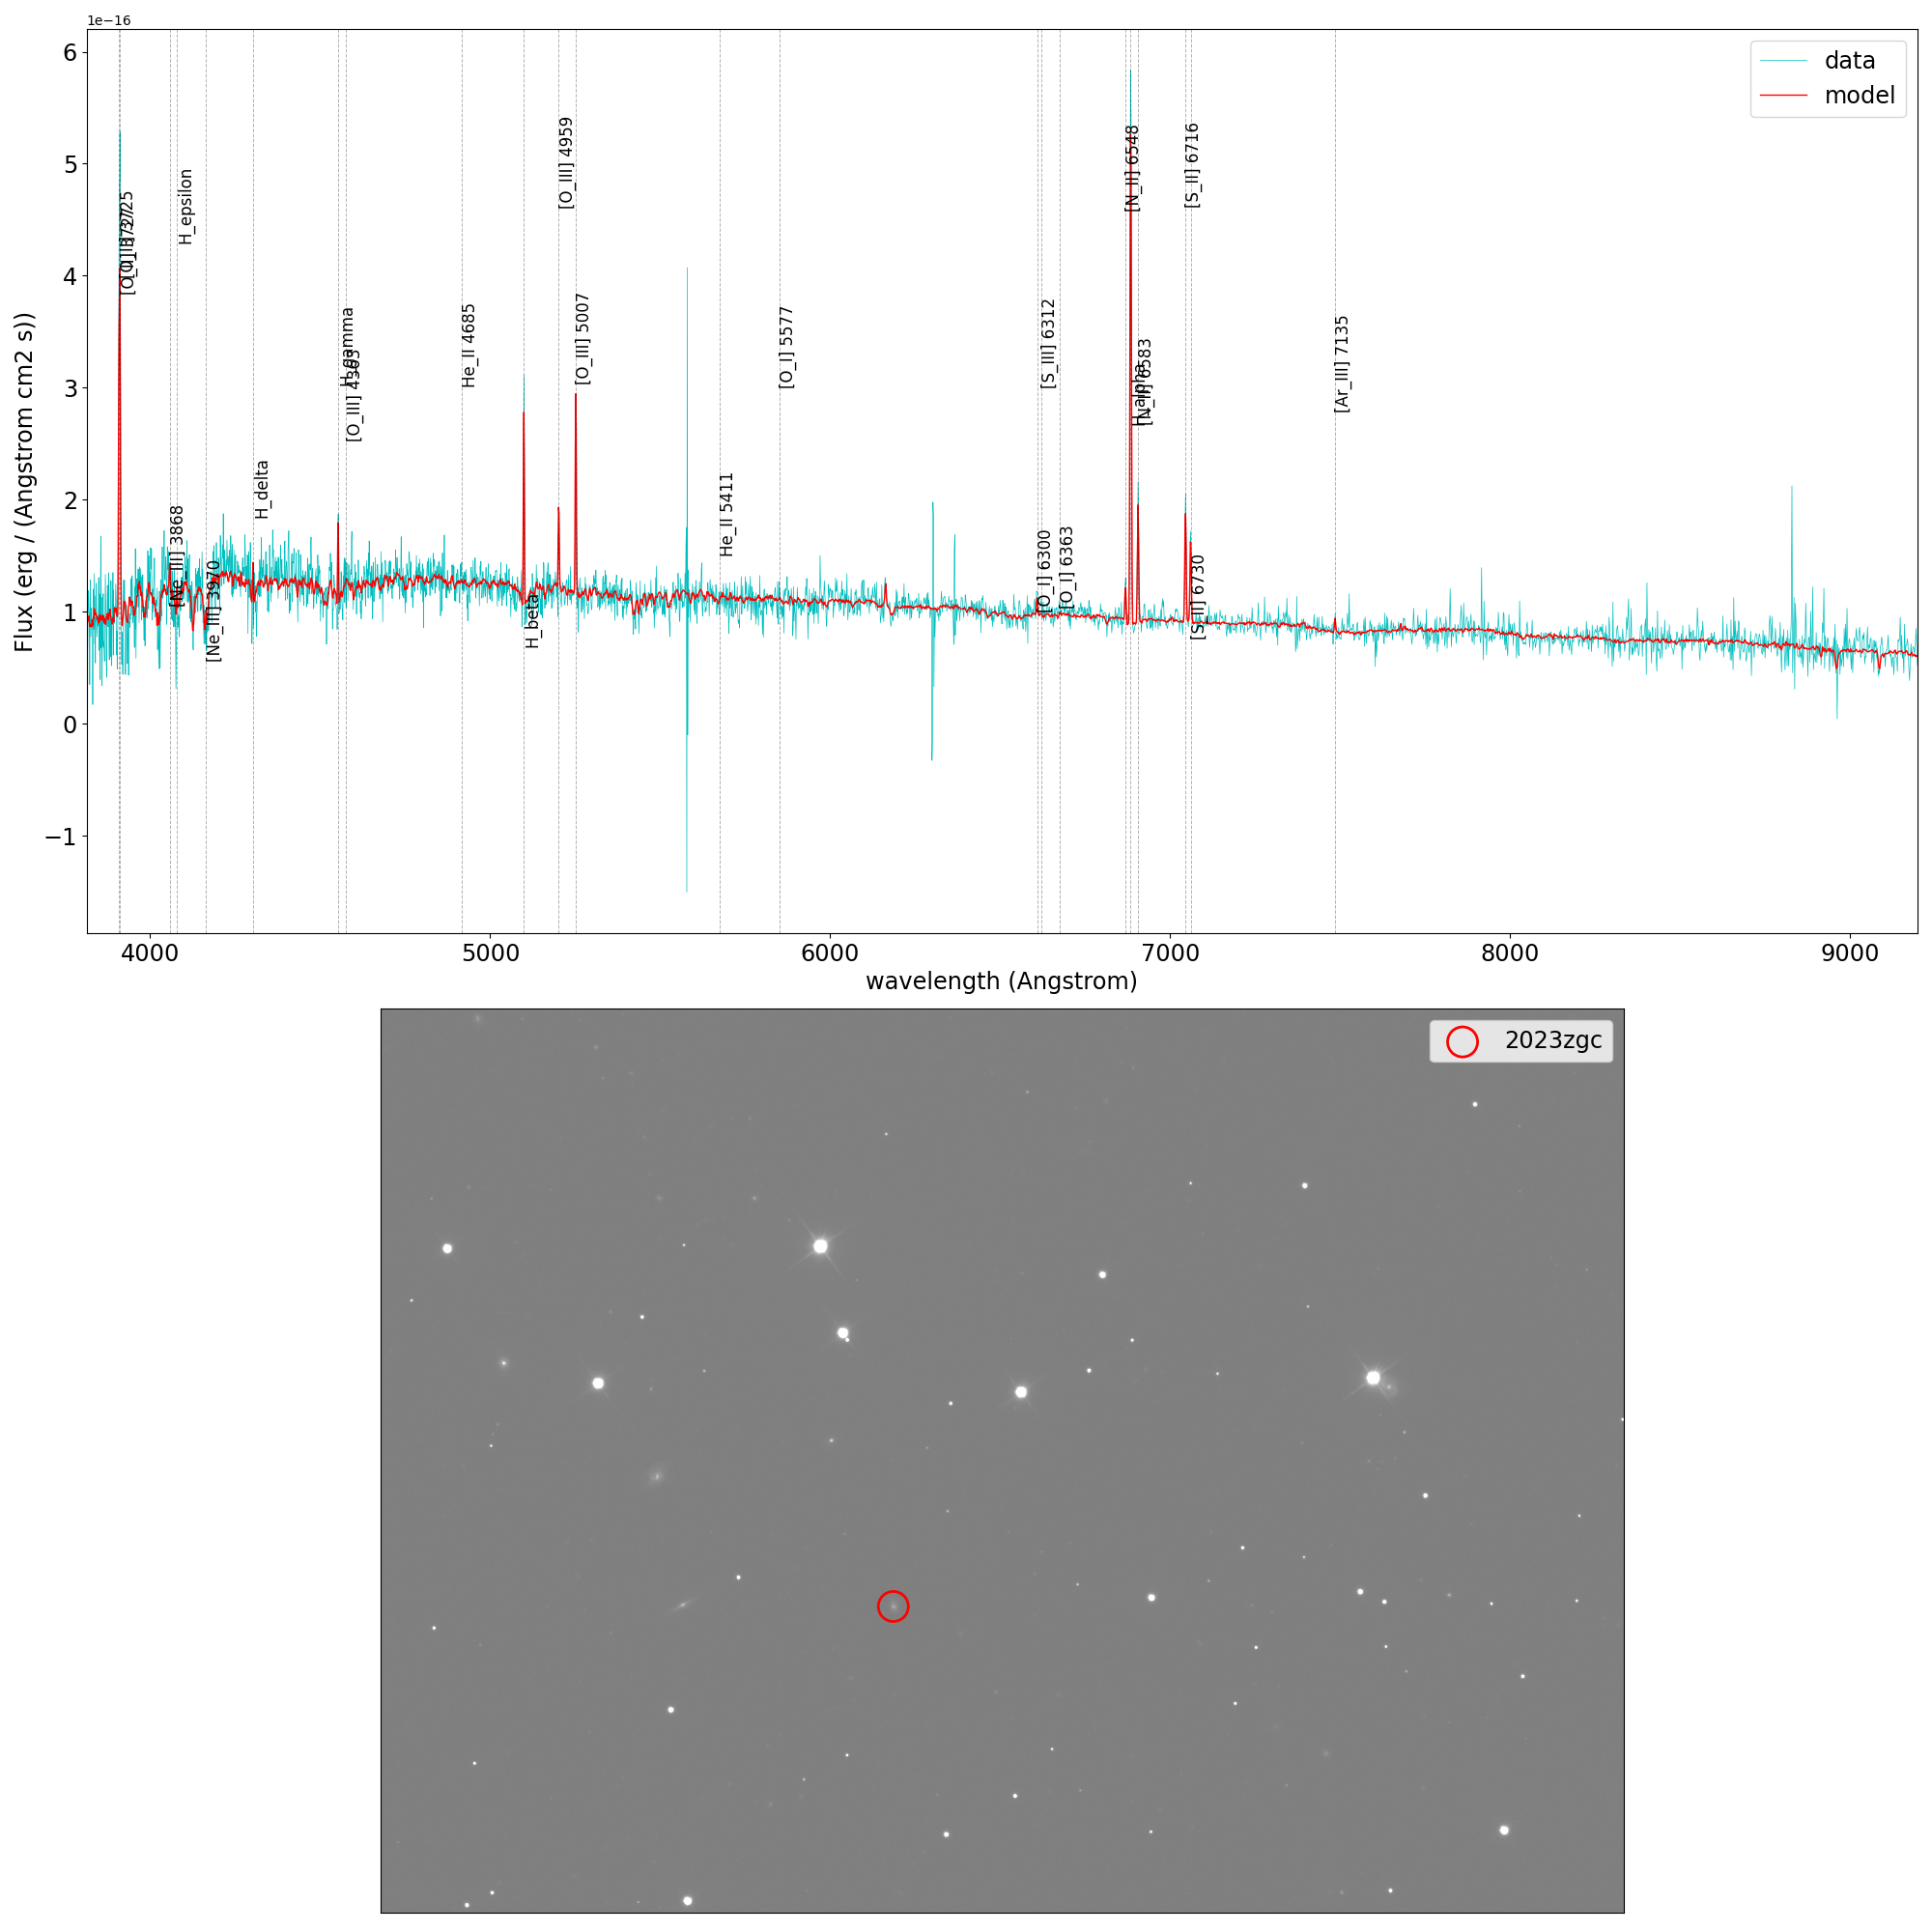 1e−16
data
model
[O_III] 4959
[N_II] 6548
[S_II] 6716
H_epsilon
[O_III] 5007
[S_III] 6312
[O_I] 5577
H_gamma
He_II 4685
[Ar_III] 7135
[O_III] 4363
H_alpha
[N_II] 6583
H_delta
He_II 5411
[Ne_III] 3868
[O_I] 6300
[O_I] 6363
[S_II] 6730
[Ne_III] 3970
H_beta
6
5
4
3
2
1
0
−1
Flux (erg / (Angstrom cm2 s))
4000 5000 6000 7000 8000 9000
wavelength (Angstrom)
2023zgc